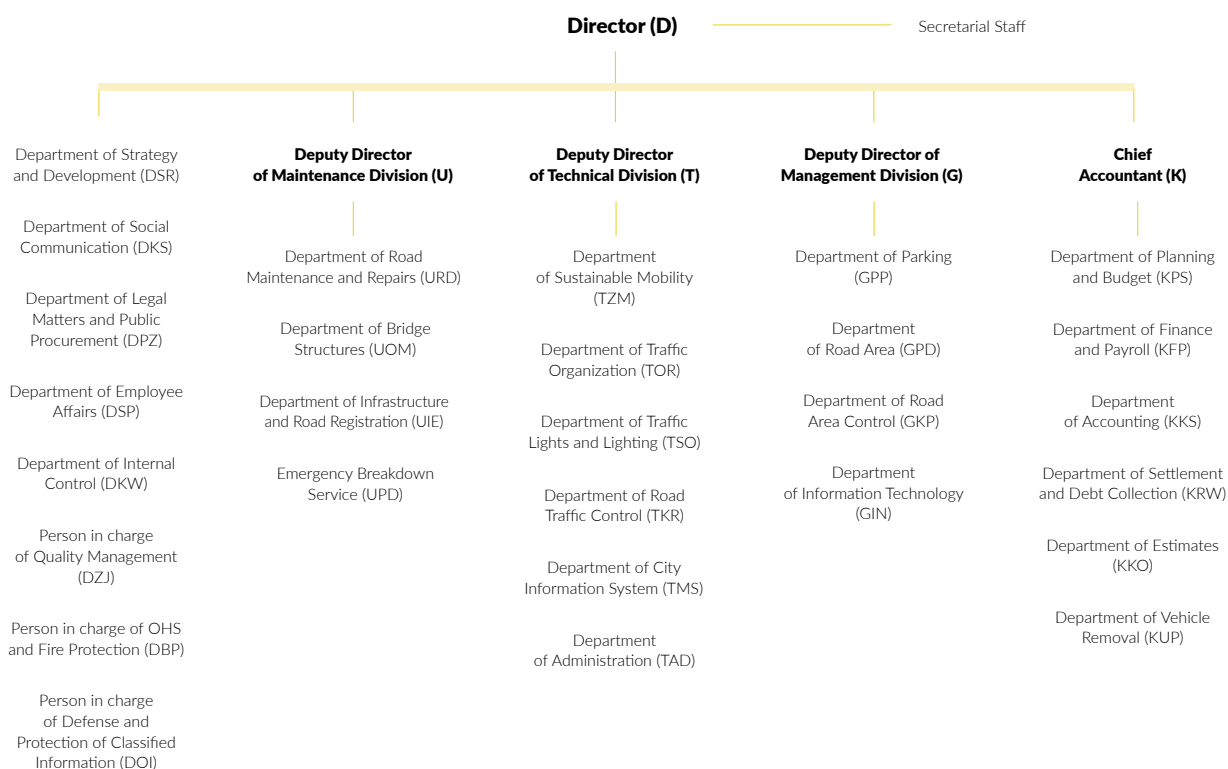 Director (D)
Secretarial Staff
Department of Strategy
and Development (DSR)
Department of Social
Communication (DKS)
Department of Legal
Matters and Public
Procurement (DPZ)
Department of Employee
Affairs (DSP)
Department of Internal
Control (DKW)
Person in charge
of Quality Management
(DZJ)
Person in charge of OHS
and Fire Protection (DBP)
Person in charge
of Defense and
Protection of Classified
Information (DOI)
Deputy Director
of Maintenance Division (U)
Department of Road
Maintenance and Repairs (URD)
Department of Bridge
Structures (UOM)
Department of Infrastructure
and Road Registration (UIE)
Emergency Breakdown
Service (UPD)
Deputy Director
of Technical Division (T)
Department
of Sustainable Mobility
(TZM)
Department of Traffic
Organization (TOR)
Department of Traffic
Lights and Lighting (TSO)
Department of Road
Traffic Control (TKR)
Department of City
Information System (TMS)
Department
of Administration (TAD)
Deputy Director of
Management Division (G)
Department of Parking
(GPP)
Department
of Road Area (GPD)
Department of Road
Area Control (GKP)
Department
of Information Technology
(GIN)
Chief
Accountant (K)
Department of Planning
and Budget (KPS)
Department of Finance
and Payroll (KFP)
Department
of Accounting (KKS)
Department of Settlement
and Debt Collection (KRW)
Department of Estimates
(KKO)
Department of Vehicle
Removal (KUP)